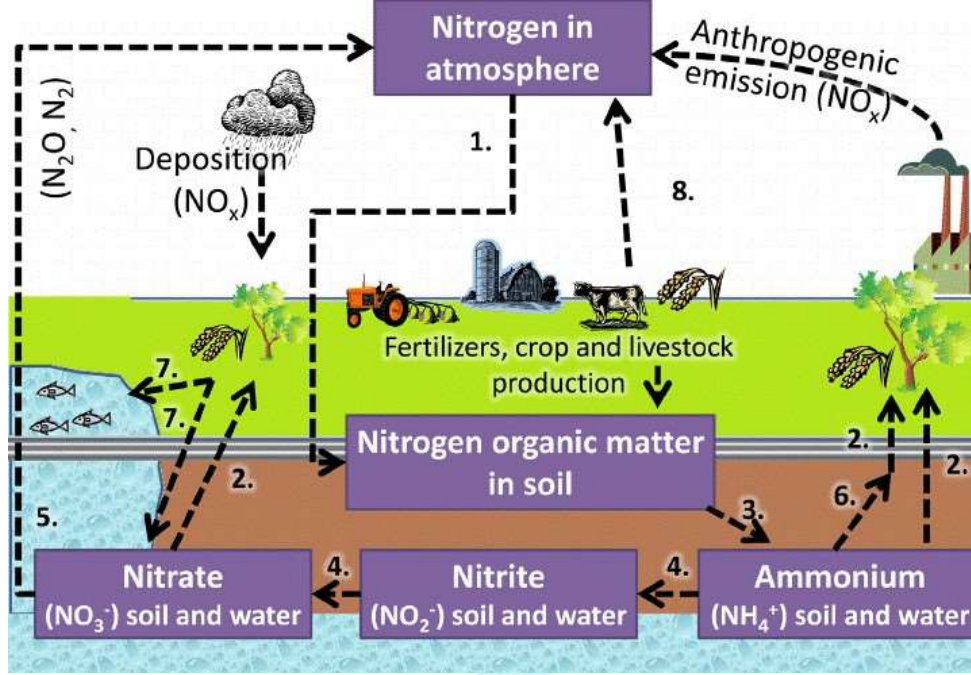 Nitrogen in
atmosphere
Anthropogenic
emission (NOₓ)
(N₂O, N₂)
1.
Deposition
(NOₓ)
8.
Fertilizers, crop and livestock
production
7.
7.
Nitrogen organic matter
in soil
2.
2.
2.
5.
3.
6.
4.
4.
Nitrate
(NO₃⁻) soil and water
Nitrite
(NO₂⁻) soil and water
Ammonium
(NH₄⁺) soil and water